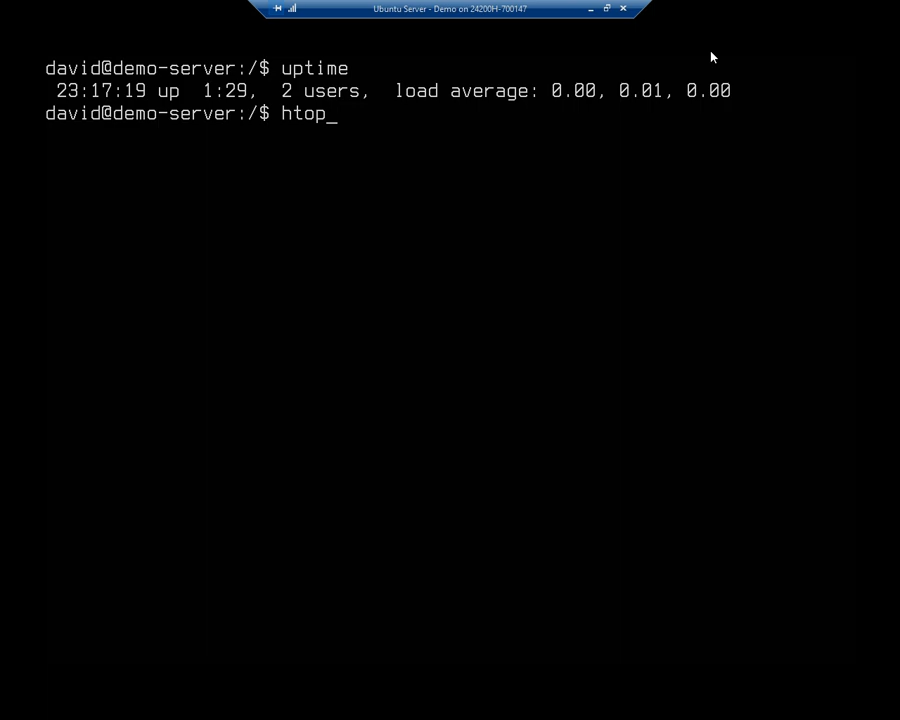 Ubuntu Server - Demo on 24200H-700147
david@demo-server:/$ uptime
 23:17:19 up  1:29,  2 users,  load average: 0.00, 0.01, 0.00
david@demo-server:/$ htop_